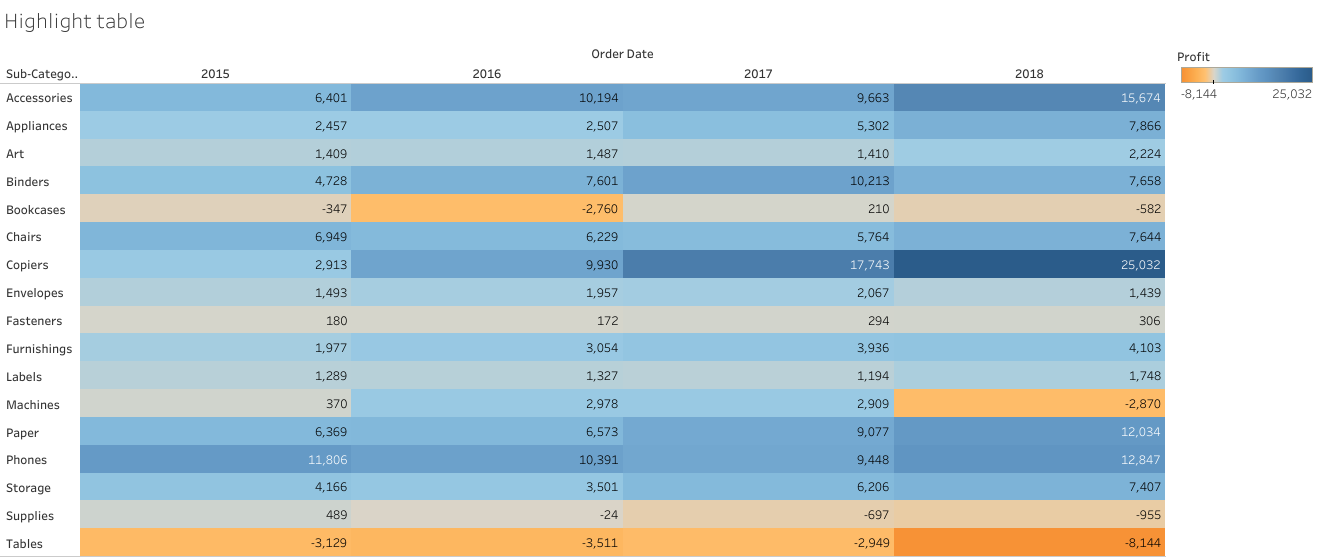 Highlight table
Order Date
Sub-Catego.. 2015 2016 2017 2018
Accessories 6,401 10,194 9,663 15,674
Appliances 2,457 2,507 5,302 7,866
Art 1,409 1,487 1,410 2,224
Binders 4,728 7,601 10,213 7,658
Bookcases -347 -2,760 210 -582
Chairs 6,949 6,229 5,764 7,644
Copiers 2,913 9,930 17,743 25,032
Envelopes 1,493 1,957 2,067 1,439
Fasteners 180 172 294 306
Furnishings 1,977 3,054 3,936 4,103
Labels 1,289 1,327 1,194 1,748
Machines 370 2,978 2,909 -2,870
Paper 6,369 6,573 9,077 12,034
Phones 11,806 10,391 9,448 12,847
Storage 4,166 3,501 6,206 7,407
Supplies 489 -24 -697 -955
Tables -3,129 -3,511 -2,949 -8,144
Profit
-8,144 25,032